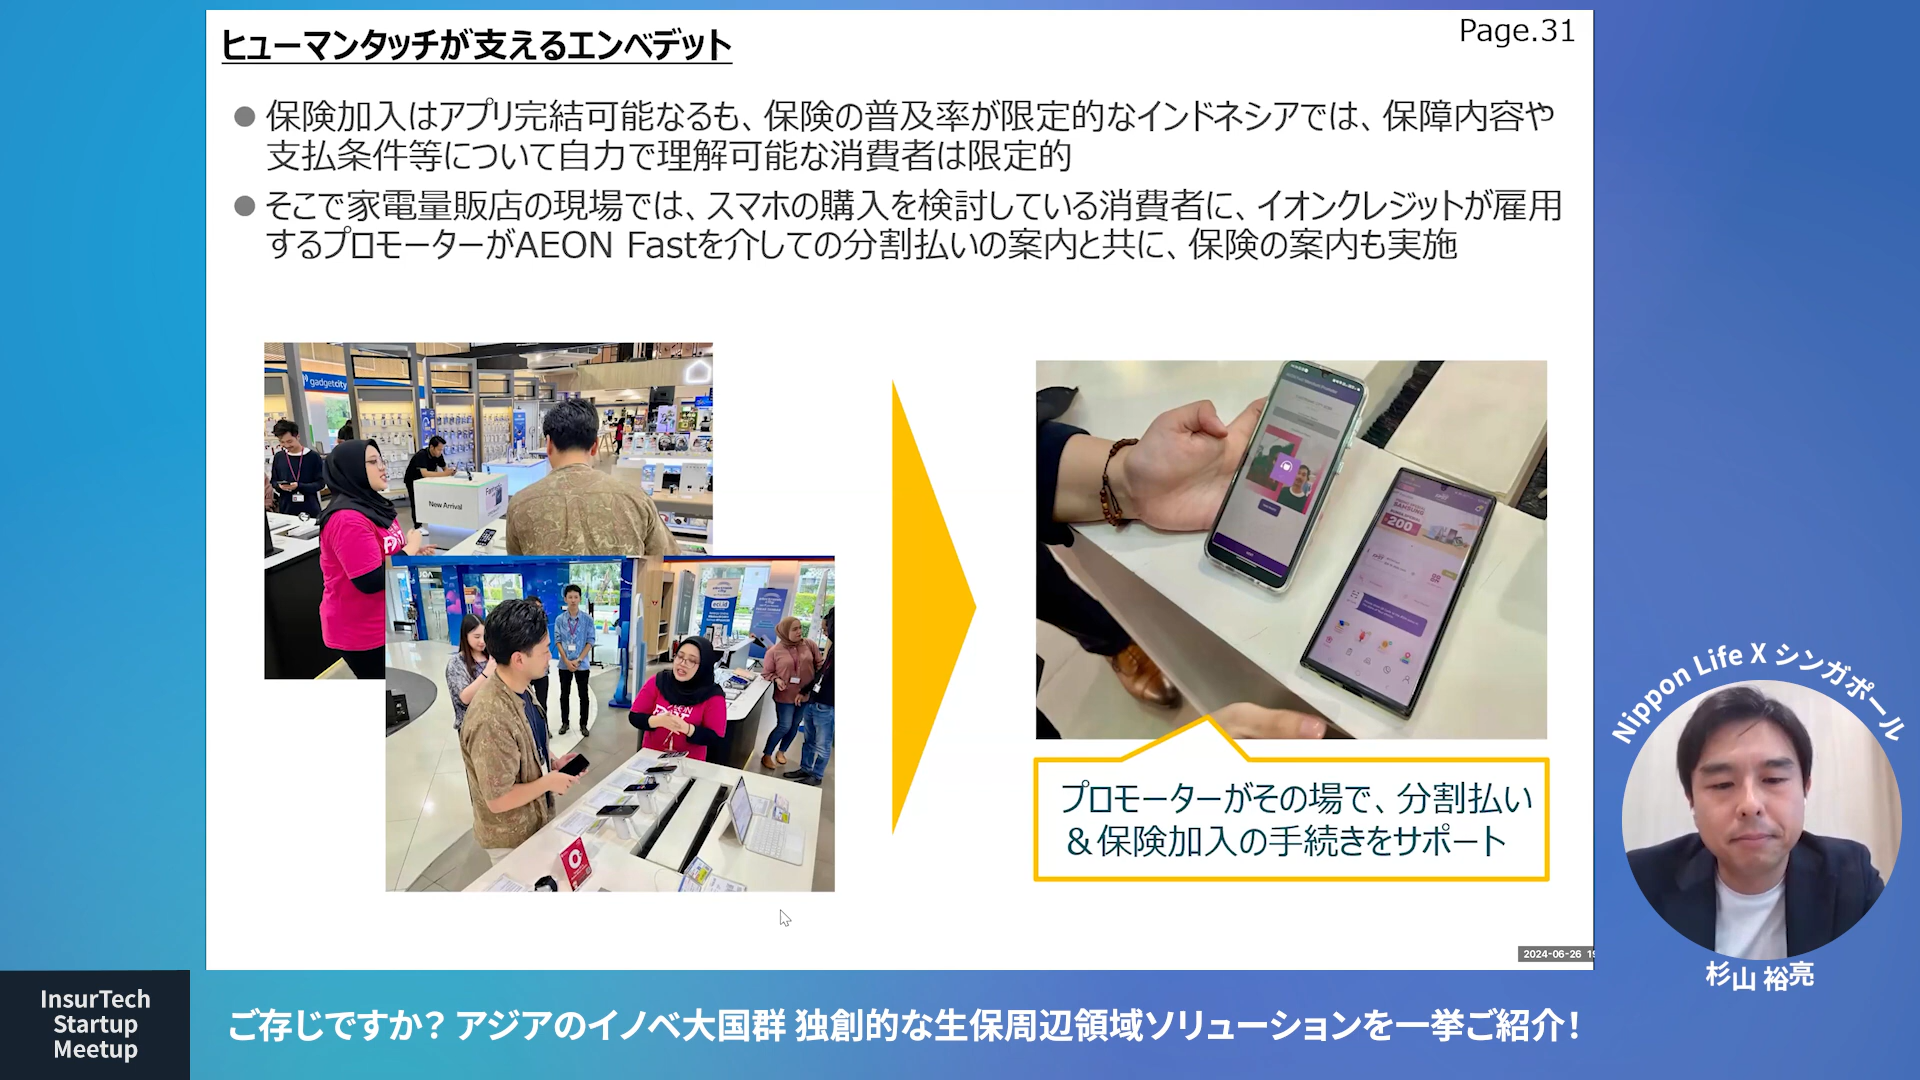 ヒューマンタッチが支えるエンベデット
Page.31
● 保険加入はアプリ完結可能なるも、保険の普及率が限定的なインドネシアでは、保障内容や
支払条件等について自力で理解可能な消費者は限定的
● そこで家電量販店の現場では、スマホの購入を検討している消費者に、イオンクレジットが雇用
するプロモーターがAEON Fastを介しての分割払いの案内と共に、保険の案内も実施
gadgetcity
New Arrival
eci.id
200
プロモーターがその場で、分割払い
＆保険加入の手続きをサポート
Nippon Life X シンガポール
杉山 裕亮
2024-06-26
InsurTech
Startup
Meetup
ご存じですか？ アジアのイノベ大国群 独創的な生保周辺領域ソリューションを一挙ご紹介！